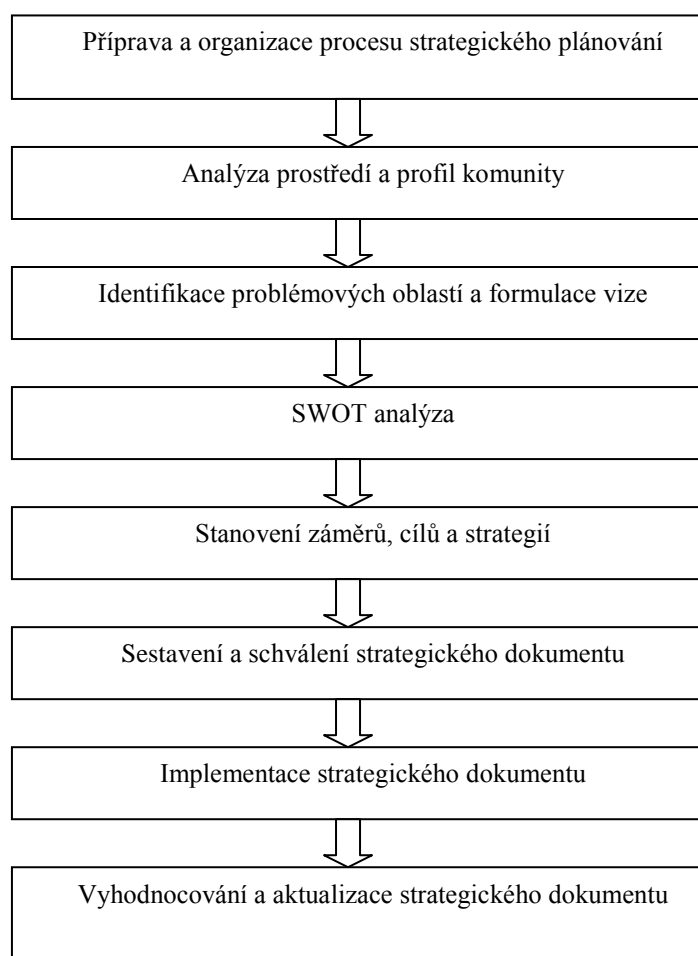 Příprava a organizace procesu strategického plánování
Analýza prostředí a profil komunity
Identifikace problémových oblastí a formulace vize
SWOT analýza
Stanovení záměrů, cílů a strategií
Sestavení a schválení strategického dokumentu
Implementace strategického dokumentu
Vyhodnocování a aktualizace strategického dokumentu